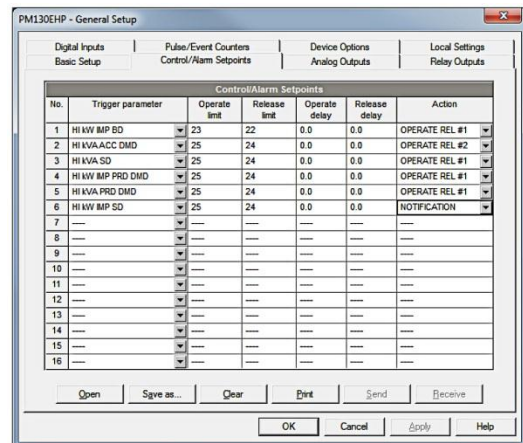 PM130EHP - General Setup
Digital Inputs Pulse/Event Counters Device Options Local Settings
Basic Setup Control/Alarm Setpoints Analog Outputs Relay Outputs
Control/Alarm Setpoints
No. Trigger parameter Operate limit Release limit Operate delay Release delay Action
1 HI kW IMP BD 23 22 0.0 0.0 OPERATE REL #1
2 HI kVA ACC DMD 25 24 0.0 0.0 OPERATE REL #2
3 HI kVA SD 25 24 0.0 0.0 OPERATE REL #1
4 HI kW IMP PRD DMD 25 24 0.0 0.0 OPERATE REL #1
5 HI kVA PRD DMD 25 24 0.0 0.0 OPERATE REL #1
6 HI kW IMP SD 25 24 0.0 0.0 NOTIFICATION
7 ---- ---- ---- ---- ---- ----
8 ---- ---- ---- ---- ---- ----
9 ---- ---- ---- ---- ---- ----
10 ---- ---- ---- ---- ---- ----
11 ---- ---- ---- ---- ---- ----
12 ---- ---- ---- ---- ---- ----
13 ---- ---- ---- ---- ---- ----
14 ---- ---- ---- ---- ---- ----
15 ---- ---- ---- ---- ---- ----
16 ---- ---- ---- ---- ---- ----
Open Save as... Clear Print Send Receive
OK Cancel Apply Help